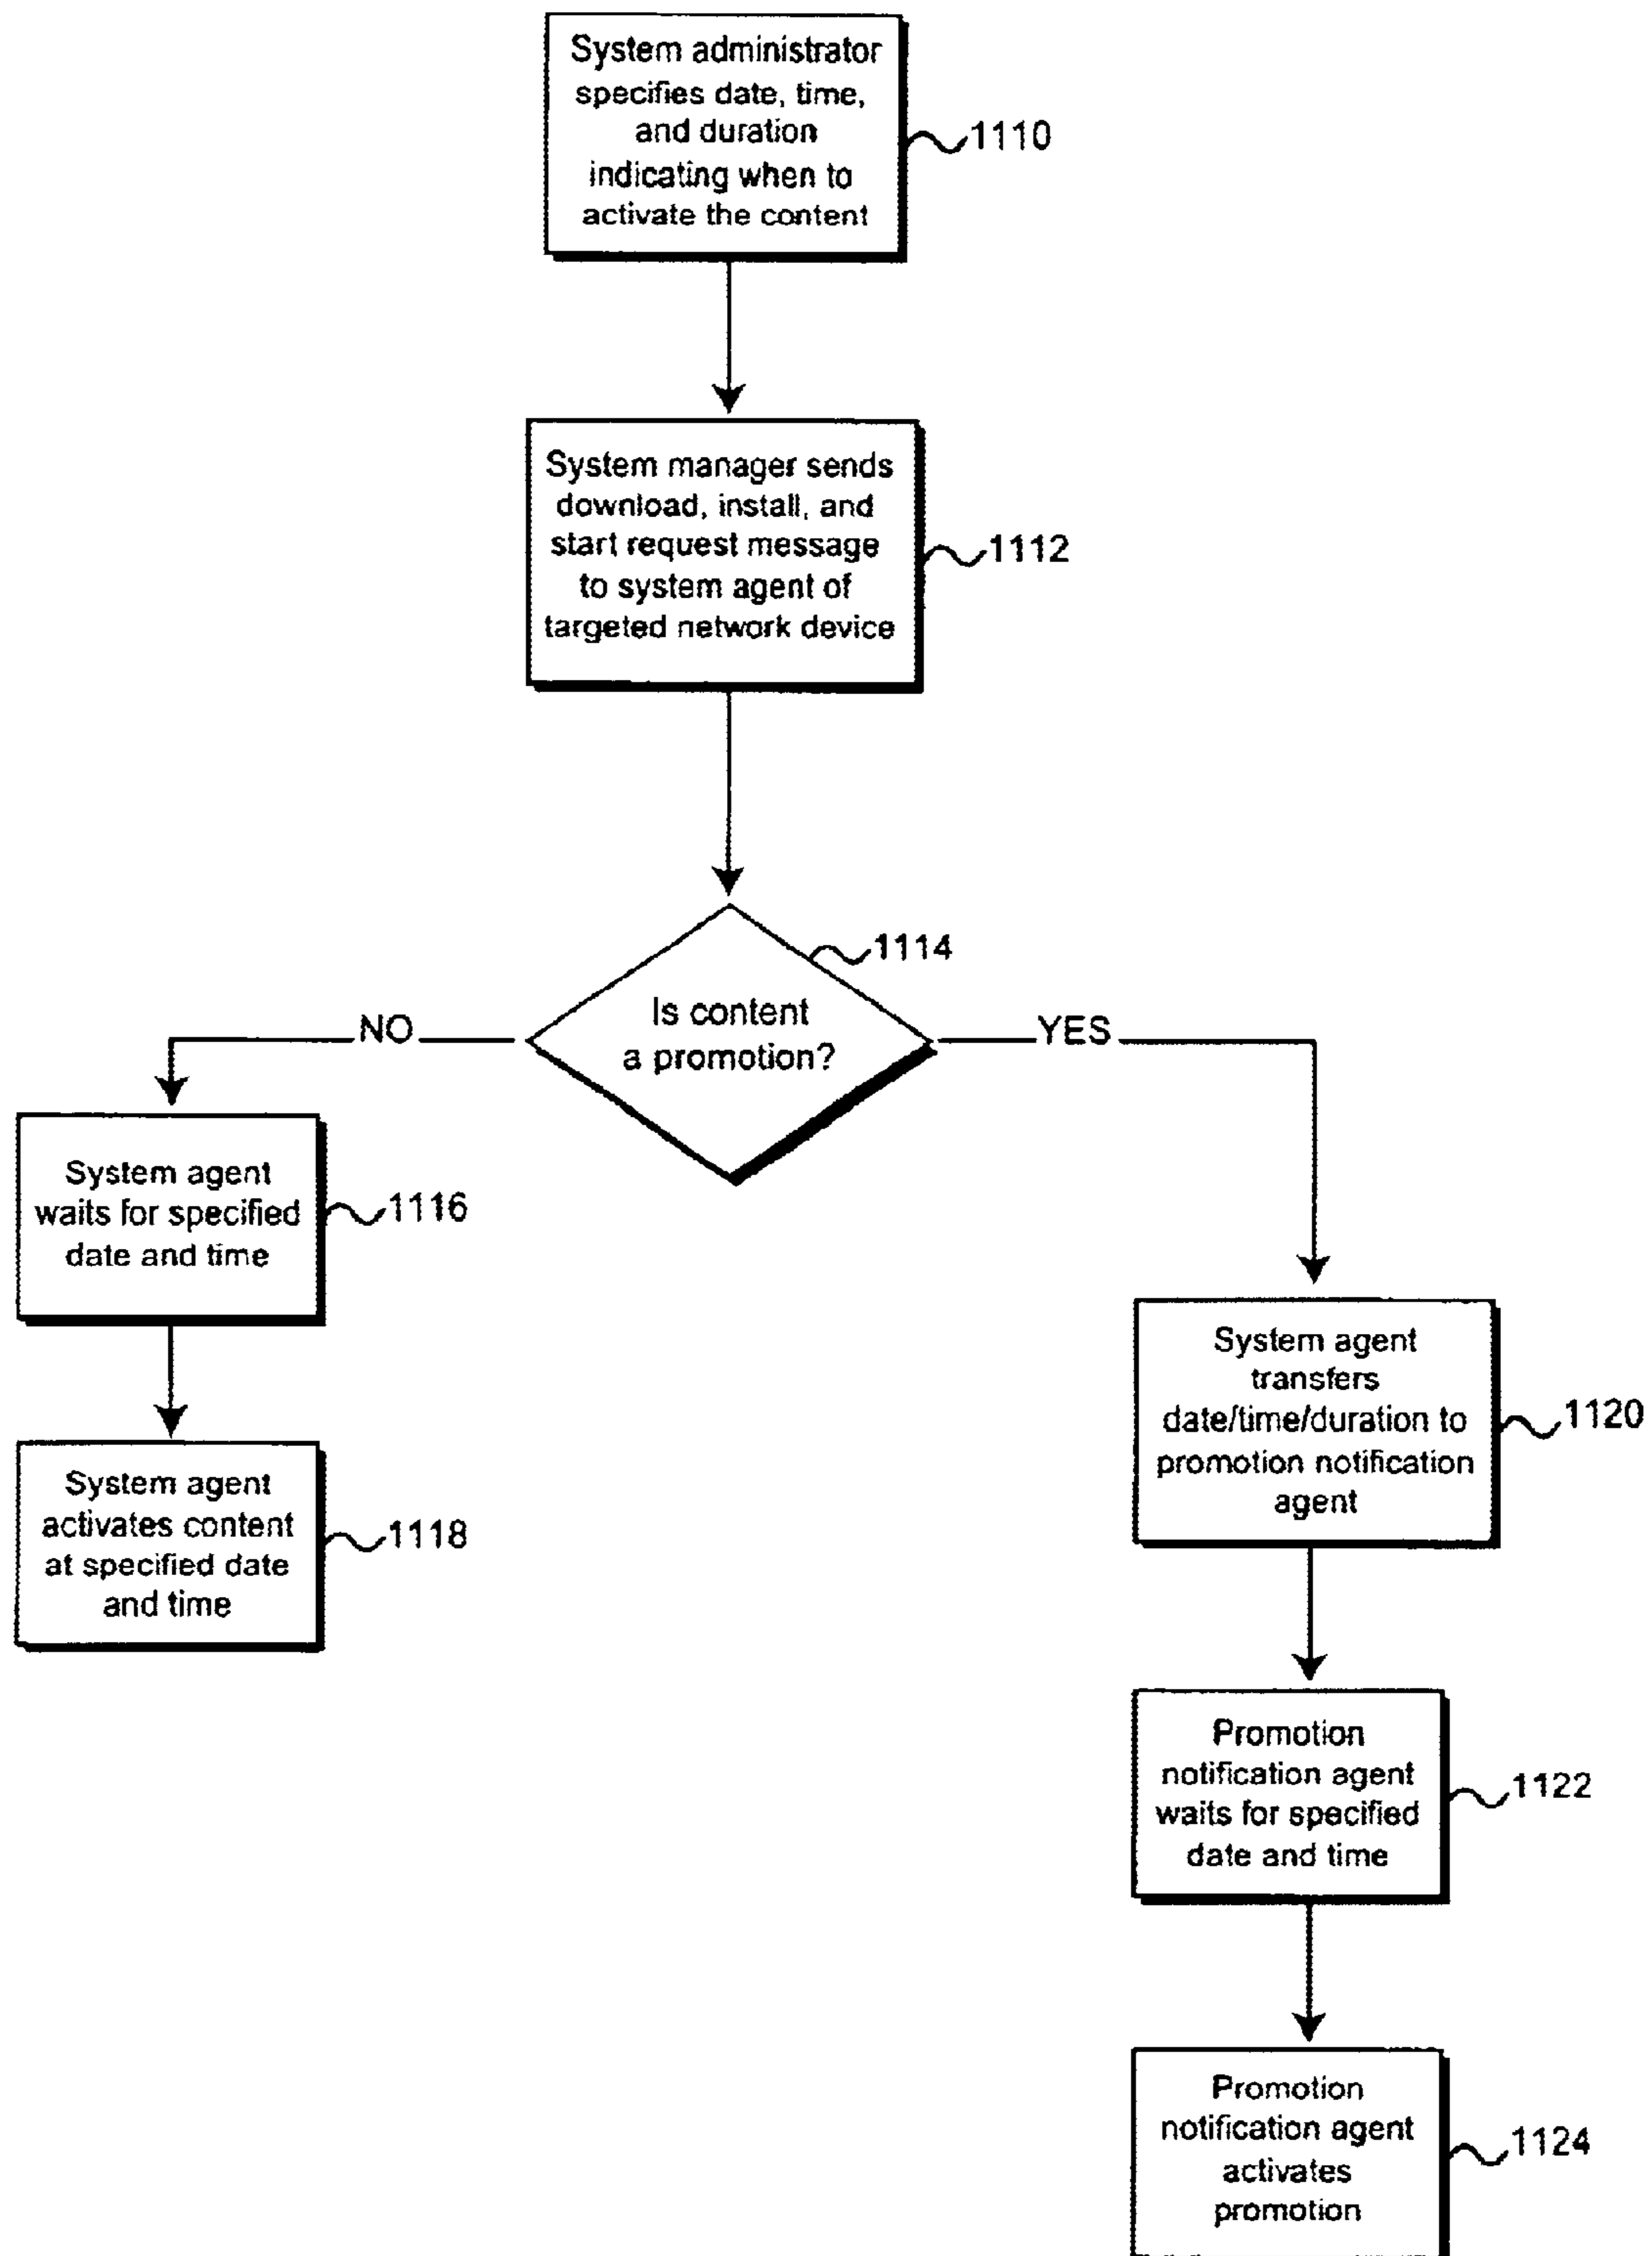 System administrator
specifies date, time,
and duration
indicating when to
activate the content
1110
System manager sends
download, install, and
start request message
to system agent of
targeted network device
1112
1114
Is content
a promotion?
NO
YES
System agent
waits for specified
date and time
1116
System agent
activates content
at specified date
and time
1118
System agent
transfers
date/time/duration to
promotion notification
agent
1120
Promotion
notification agent
waits for specified
date and time
1122
Promotion
notification agent
activates
promotion
1124